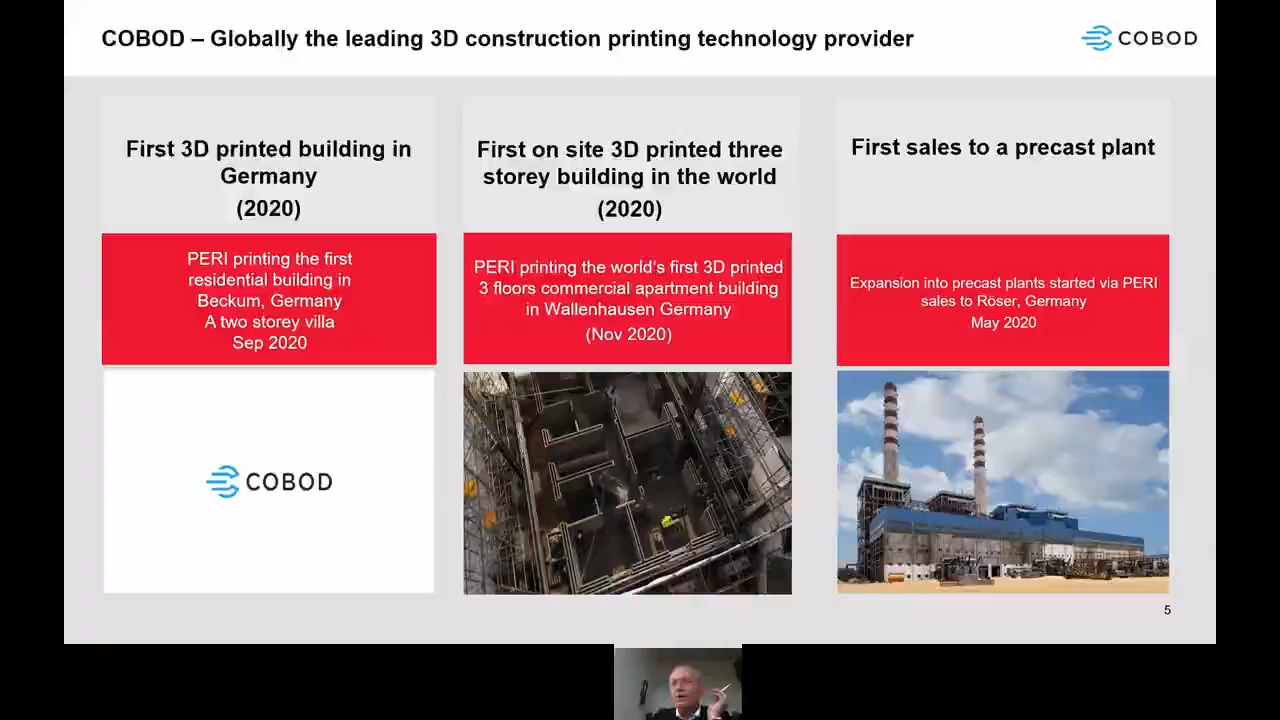 COBOD – Globally the leading 3D construction printing technology provider
COBOD
First 3D printed building in
Germany
(2020)
PERI printing the first
residential building in
Beckum, Germany
A two storey villa
Sep 2020
COBOD
First on site 3D printed three
storey building in the world
(2020)
PERI printing the world's first 3D printed
3 floors commercial apartment building
in Wallenhausen Germany
(Nov 2020)
First sales to a precast plant
Expansion into precast plants started via PERI
sales to Röser, Germany
May 2020
5